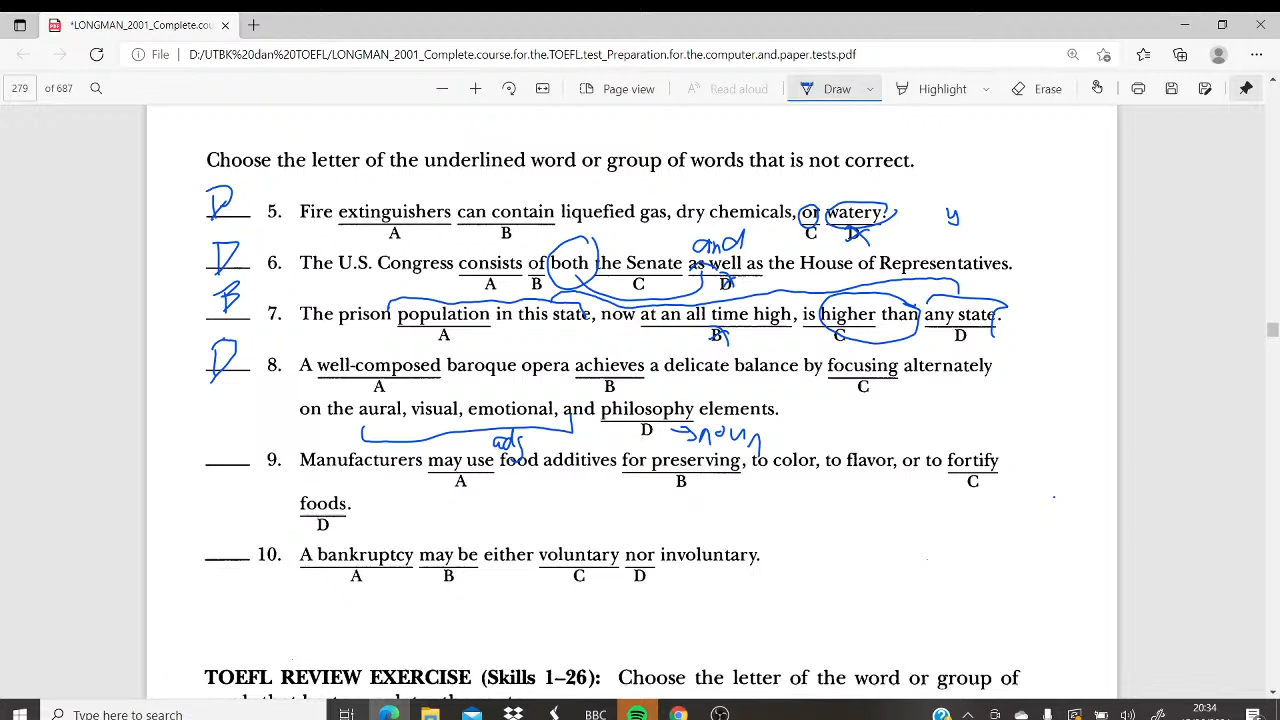 *LONGMAN_2001_Complete.cour
File D:/UTBK%20dan%20TOEFL/LONGMAN_2001_Complete.course.for.the.TOEFL.test_Preparation.for.the.computer.and.paper.tests.pdf
279 of 687 Page view Read aloud Draw Highlight Erase
Choose the letter of the underlined word or group of words that is not correct.
D 5. Fire extinguishers can contain liquefied gas, dry chemicals, or watery? y
A B C D
and
D 6. The U.S. Congress consists of both the Senate as well as the House of Representatives.
A B C D
B 7. The prison population in this state, now at an all time high, is higher than any state.
A B C D
D 8. A well-composed baroque opera achieves a delicate balance by focusing alternately
A B C
on the aural, visual, emotional, and philosophy elements.
D → noun
adj
9. Manufacturers may use food additives for preserving, to color, to flavor, or to fortify
A B C
foods.
D
10. A bankruptcy may be either voluntary nor involuntary.
A B C D
TOEFL REVIEW EXERCISE (Skills 1–26): Choose the letter of the word or group of
Type here to search BBC 20:34